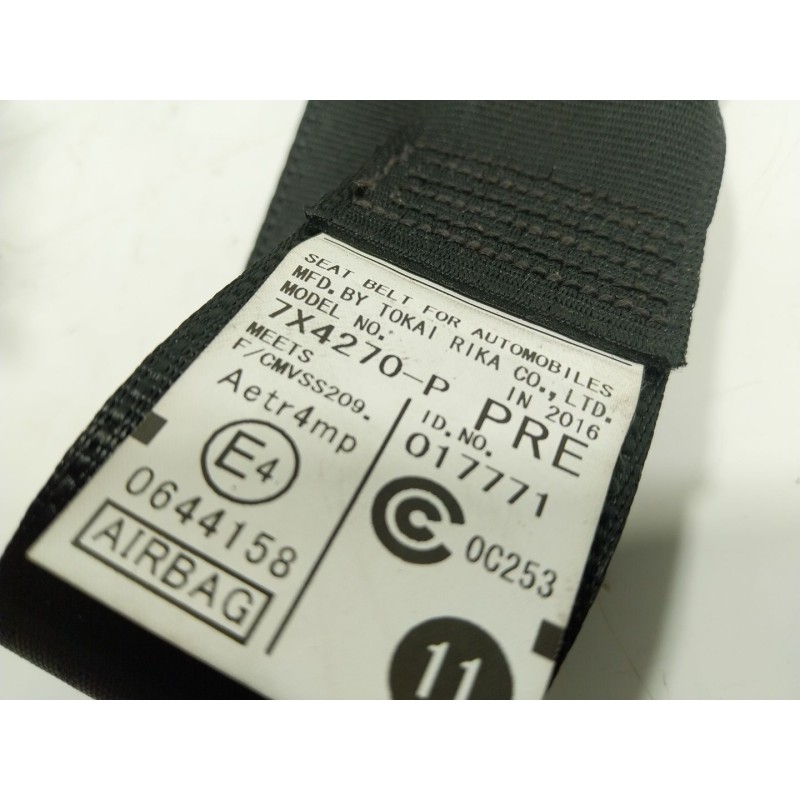 SEAT BELT FOR AUTOMOBILES
MFD. BY TOKAI RIKA CO., LTD.
MODEL NO.: IN 2016
7X4270-P PRE
MEETS
F/CMVSS209.
Aetr4mp
E4
0644158
AIRBAG
ID. NO.
017771
0C253
11